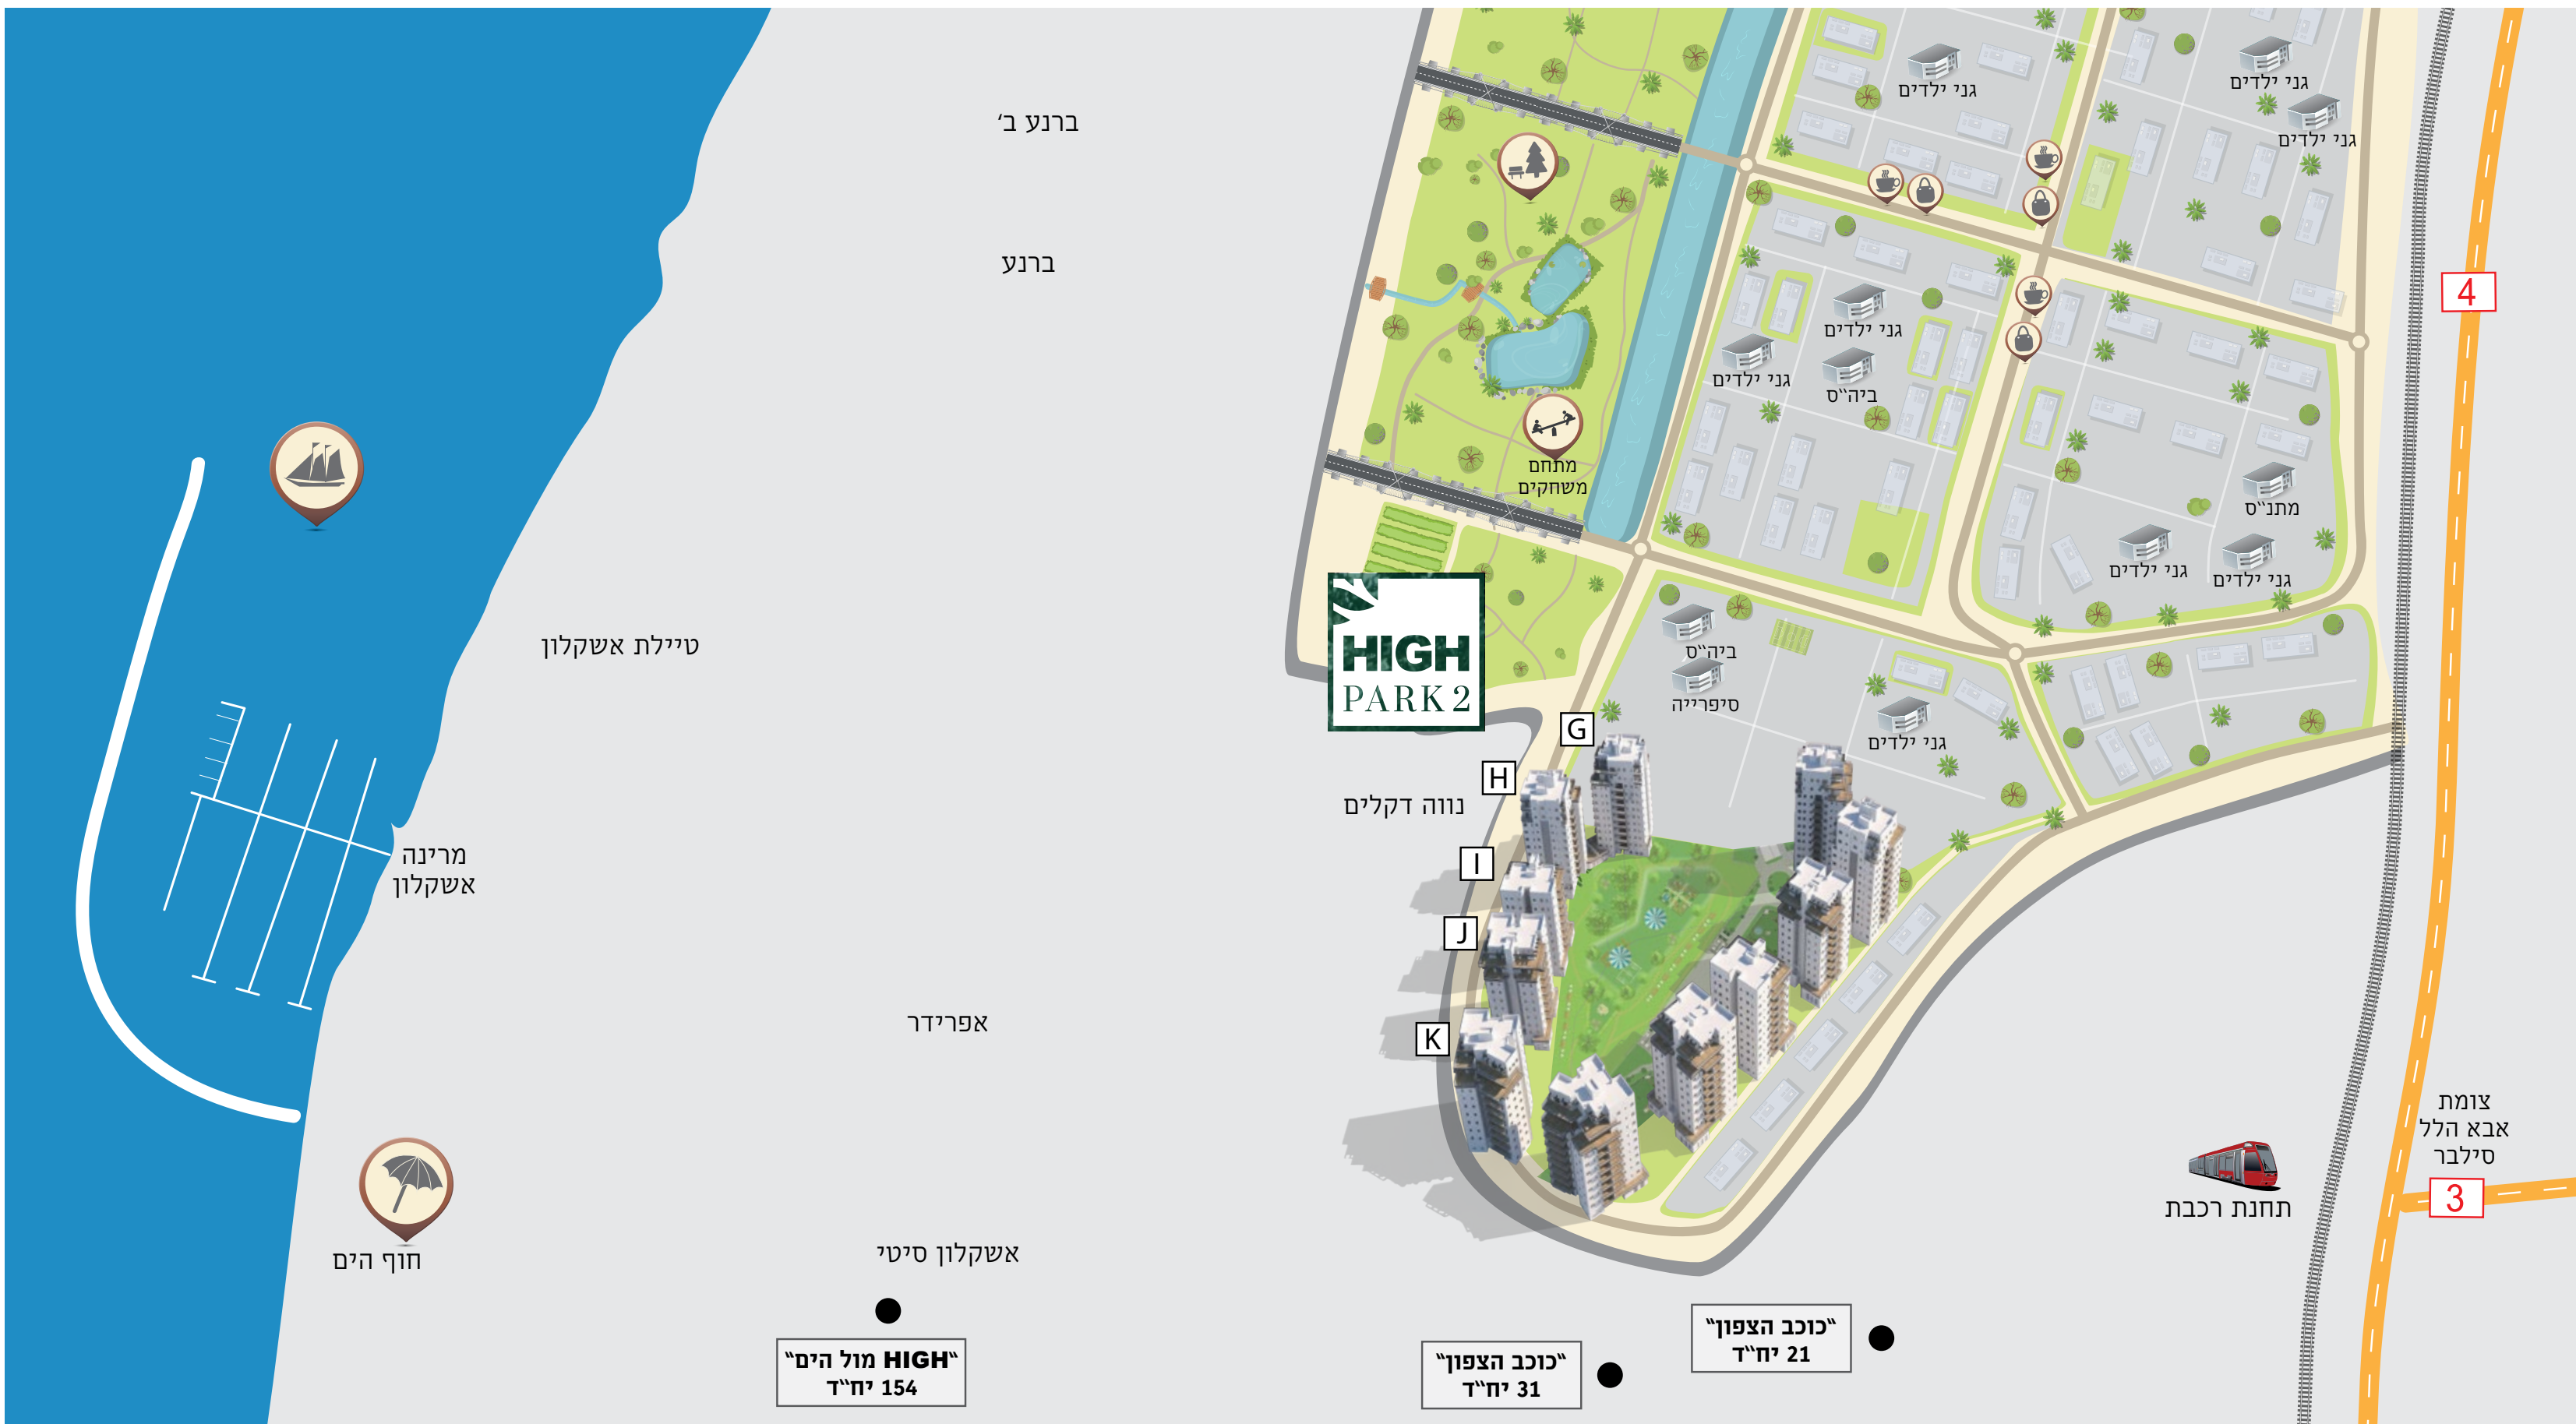 ברנע ב'
ברנע
טיילת אשקלון
מרינה
אשקלון
אפרידר
אשקלון סיטי
חוף הים
"HIGH מול הים"
154 יח"ד
"כוכב הצפון"
31 יח"ד
"כוכב הצפון"
21 יח"ד
HIGH
PARK 2
נווה דקלים
G
H
I
J
K
מתחם
משחקים
גני ילדים
גני ילדים
גני ילדים
גני ילדים
גני ילדים
ביה"ס
מתנ"ס
גני ילדים
גני ילדים
ביה"ס
סיפרייה
גני ילדים
4
צומת
אבא הלל
סילבר
3
תחנת רכבת